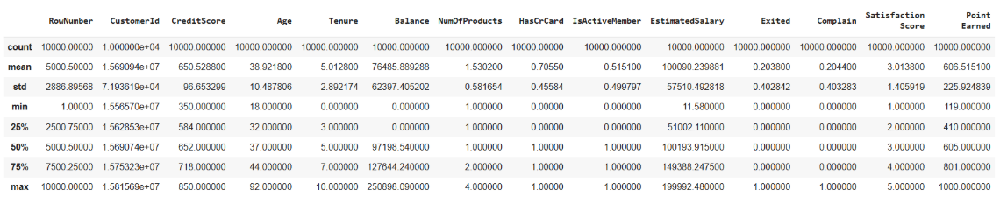 RowNumber CustomerId CreditScore Age Tenure Balance NumOfProducts HasCrCard IsActiveMember EstimatedSalary Exited Complain Satisfaction Score Point Earned
count 10000.00000 1.000000e+04 10000.000000 10000.000000 10000.000000 10000.000000 10000.000000 10000.00000 10000.000000 10000.000000 10000.000000 10000.000000 10000.000000 10000.000000
mean 5000.50000 1.569094e+07 650.528800 38.921800 5.012800 76485.889288 1.530200 0.70550 0.515100 100090.239881 0.203800 0.204400 3.013800 606.515100
std 2886.89568 7.193619e+04 96.653299 10.487806 2.892174 62397.405202 0.581654 0.45584 0.499797 57510.492818 0.402842 0.403283 1.405919 225.924839
min 1.00000 1.556570e+07 350.000000 18.000000 0.000000 0.000000 1.000000 0.00000 0.000000 11.580000 0.000000 0.000000 1.000000 119.000000
25% 2500.75000 1.562853e+07 584.000000 32.000000 3.000000 0.000000 1.000000 0.00000 0.000000 51002.110000 0.000000 0.000000 2.000000 410.000000
50% 5000.50000 1.569074e+07 652.000000 37.000000 5.000000 97198.540000 1.000000 1.00000 1.000000 100193.915000 0.000000 0.000000 3.000000 605.000000
75% 7500.25000 1.575323e+07 718.000000 44.000000 7.000000 127644.240000 2.000000 1.00000 1.000000 149388.247500 0.000000 0.000000 4.000000 801.000000
max 10000.00000 1.581569e+07 850.000000 92.000000 10.000000 250898.090000 4.000000 1.00000 1.000000 199992.480000 1.000000 1.000000 5.000000 1000.000000